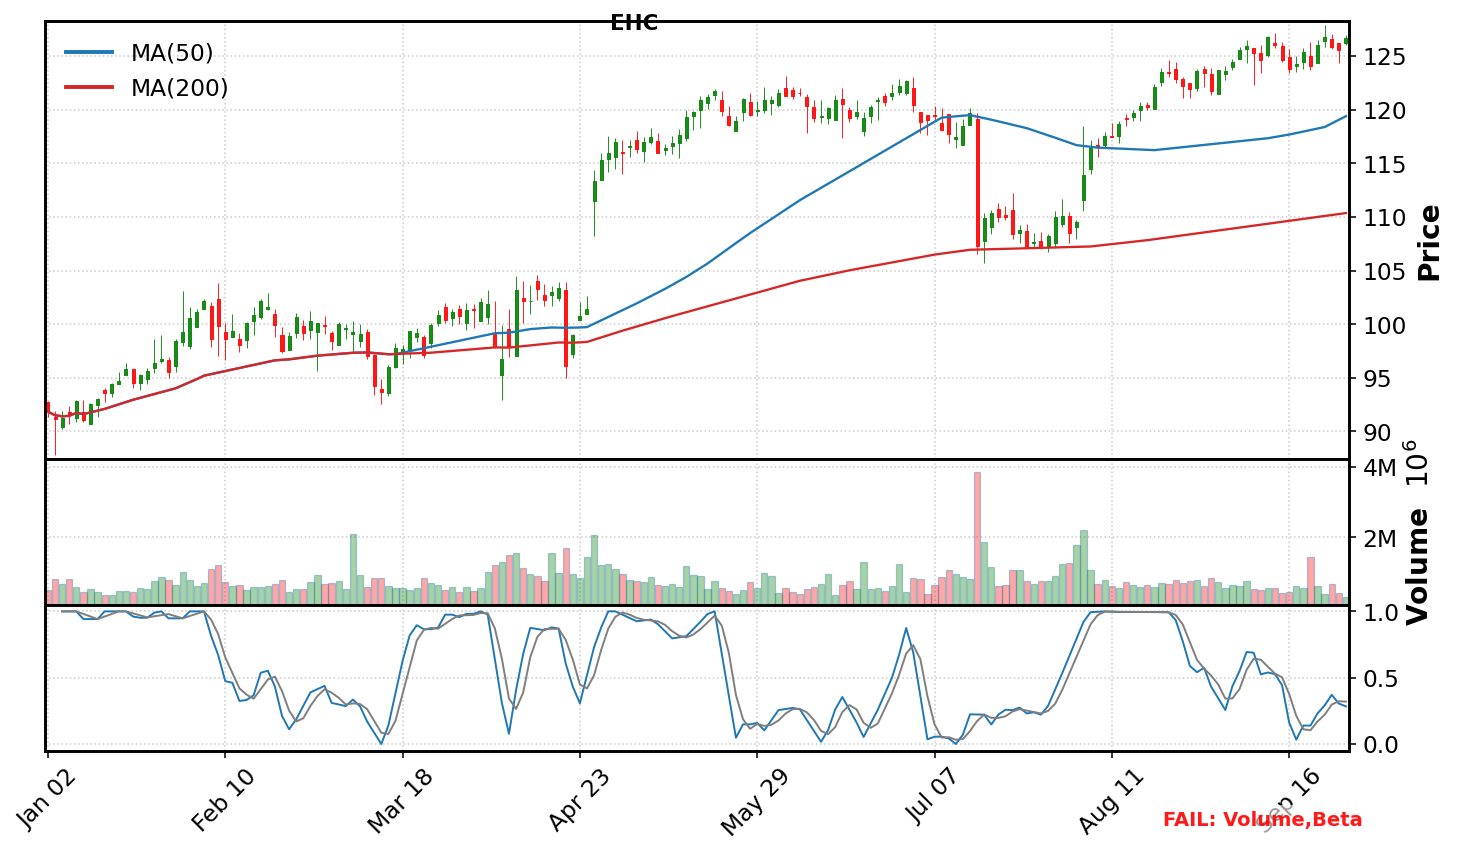 EHC
MA(50)
MA(200)
125
120
115
110
105
100
95
90
Price
4M
2M
Volume 10⁶
1.0
0.5
0.0
Jan 02
Feb 10
Mar 18
Apr 23
May 29
Jul 07
Aug 11
Sep 16
FAIL: Volume,Beta